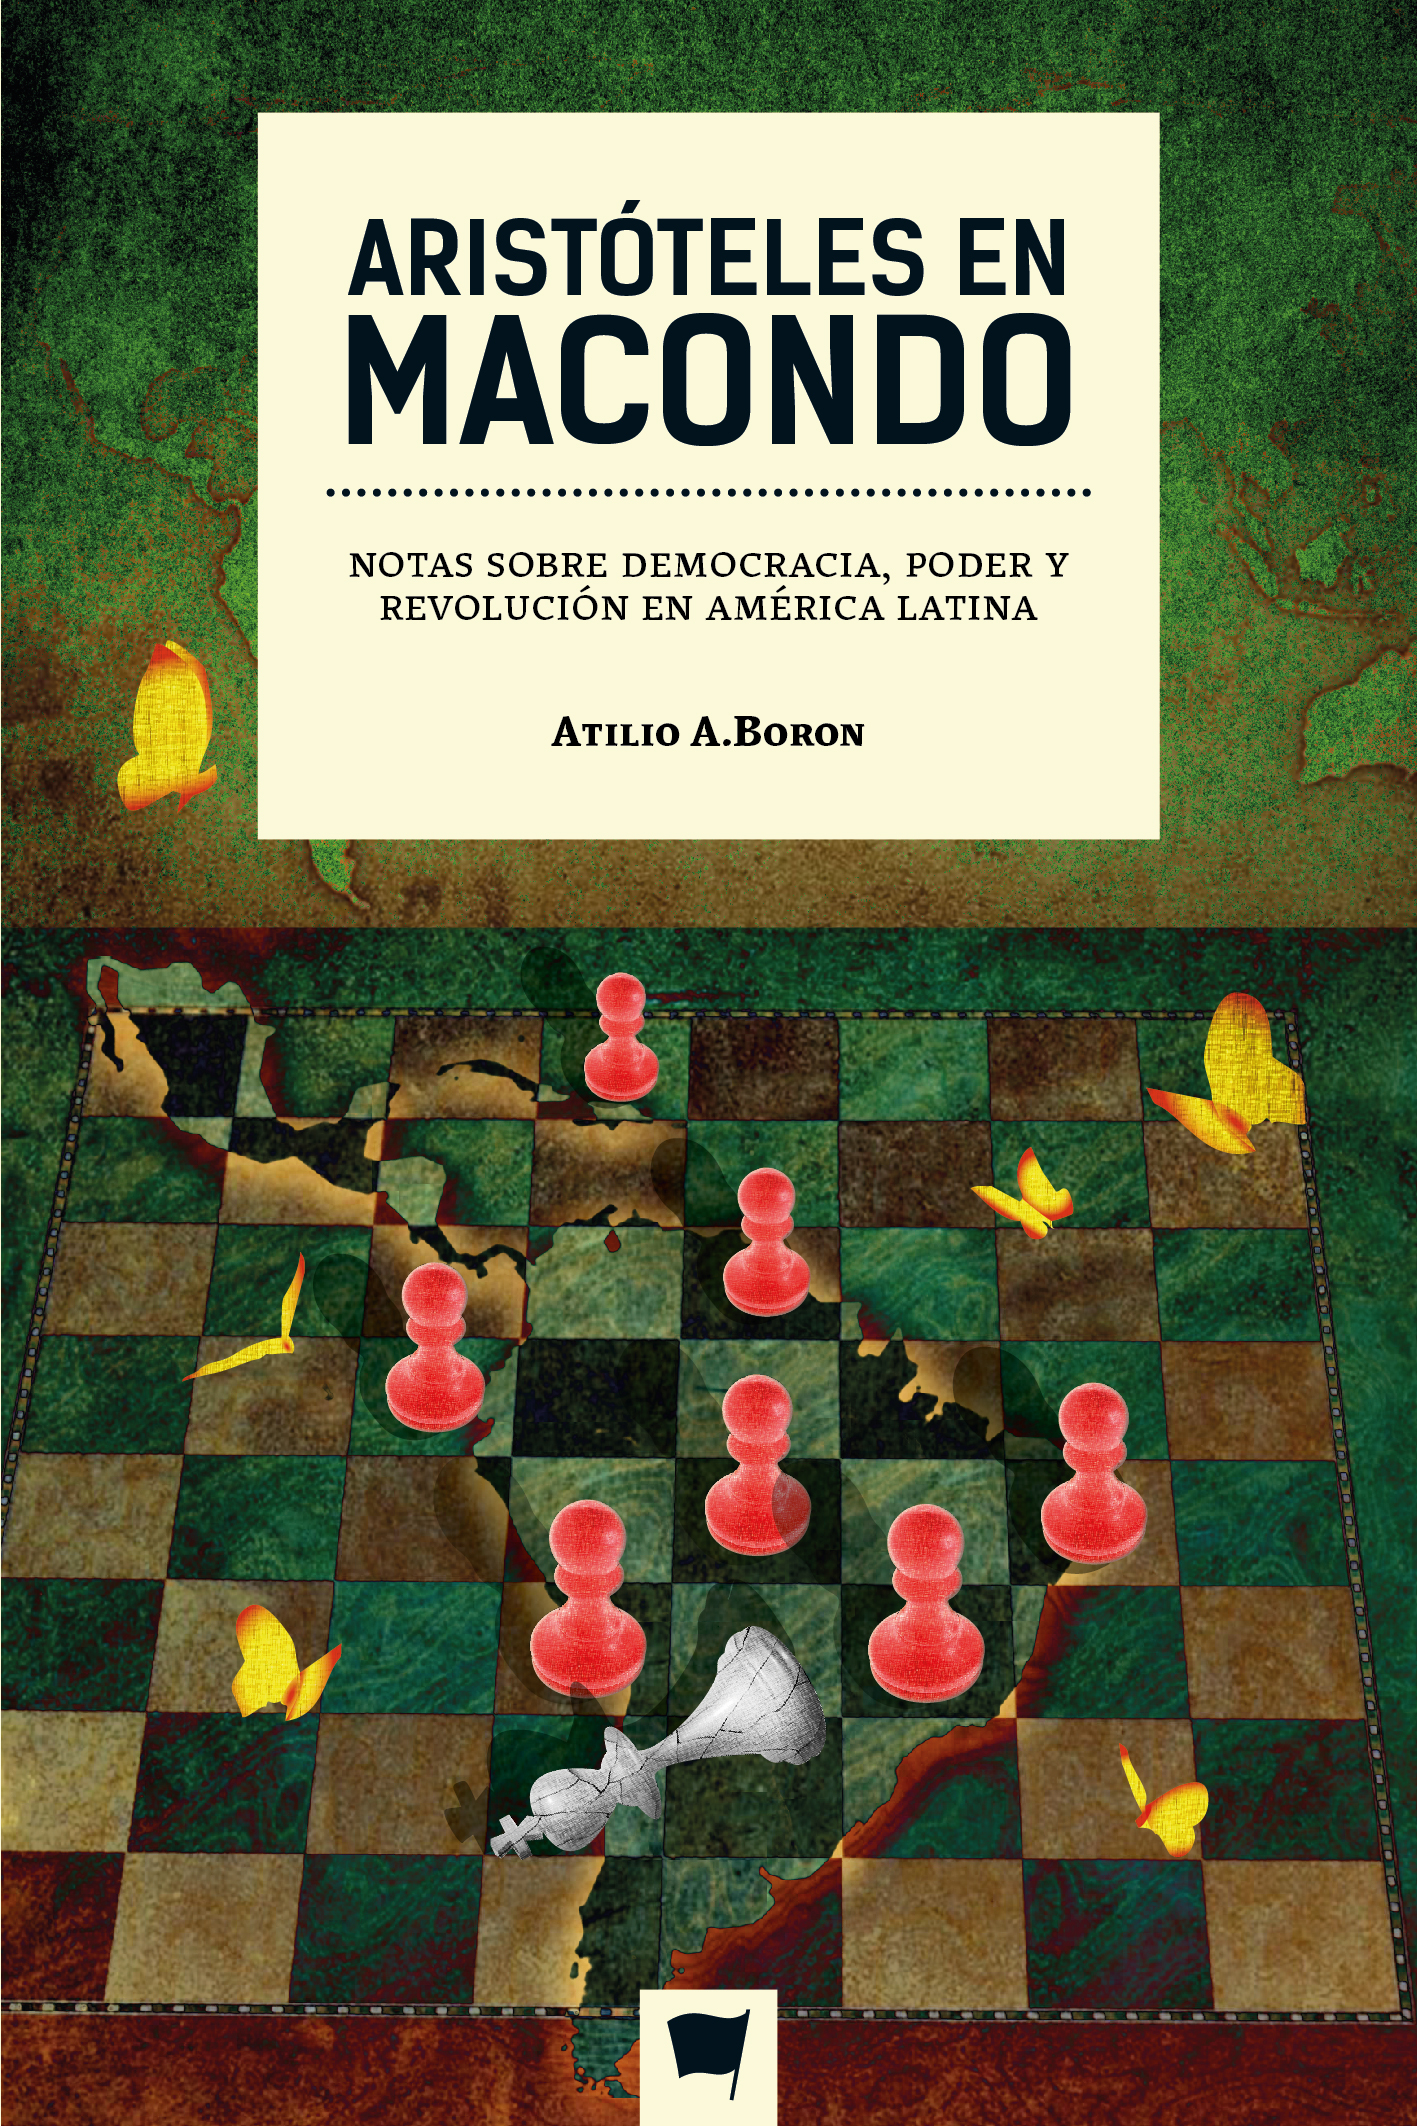 ARISTÓTELES EN
MACONDO
NOTAS SOBRE DEMOCRACIA, PODER Y
REVOLUCIÓN EN AMÉRICA LATINA
ATILIO A.BORON